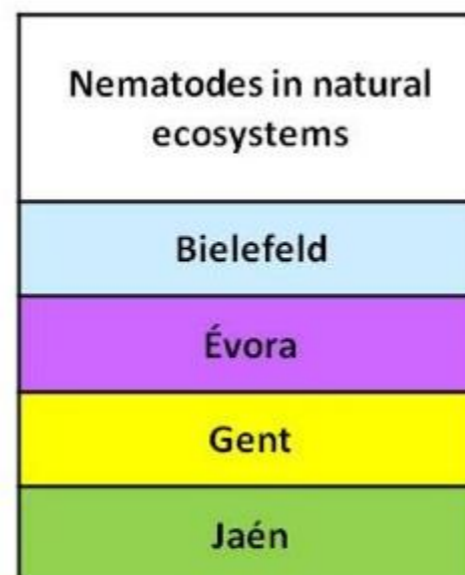 Nematodes in natural
ecosystems
Bielefeld
Évora
Gent
Jaén